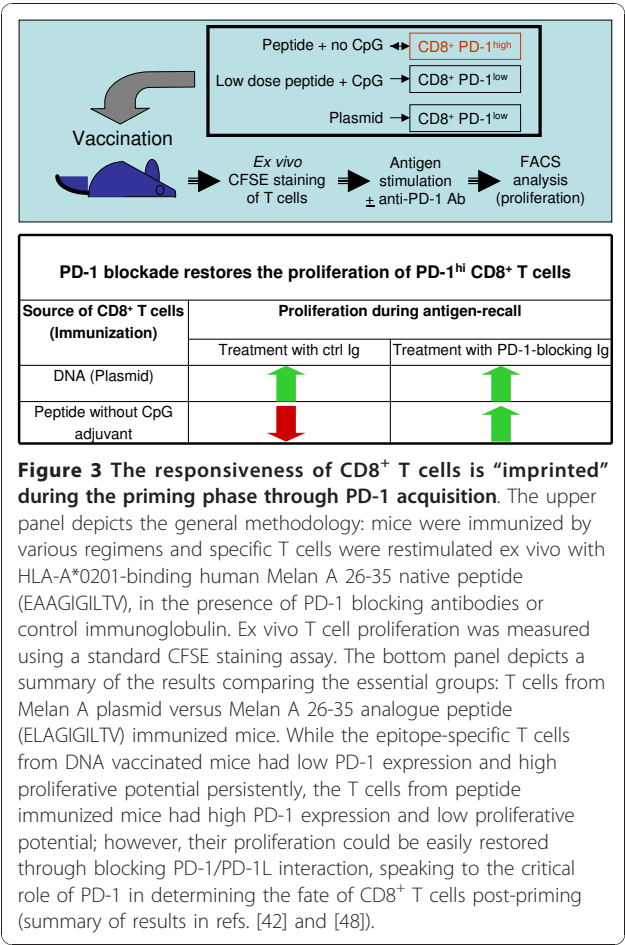 Peptide + no CpG
CD8⁺ PD-1ʰⁱᵍʰ
Low dose peptide + CpG
CD8⁺ PD-1ˡᵒʷ
Plasmid
CD8⁺ PD-1ˡᵒʷ
Vaccination
Ex vivo
CFSE staining
of T cells
Antigen
stimulation
± anti-PD-1 Ab
FACS
analysis
(proliferation)
PD-1 blockade restores the proliferation of PD-1ʰⁱ CD8⁺ T cells
Source of CD8⁺ T cells
(Immunization)
Proliferation during antigen-recall
Treatment with ctrl Ig
Treatment with PD-1-blocking Ig
DNA (Plasmid)
Peptide without CpG
adjuvant
Figure 3 The responsiveness of CD8⁺ T cells is “imprinted”
during the priming phase through PD-1 acquisition. The upper
panel depicts the general methodology: mice were immunized by
various regimens and specific T cells were restimulated ex vivo with
HLA-A*0201-binding human Melan A 26-35 native peptide
(EAAGIGILTV), in the presence of PD-1 blocking antibodies or
control immunoglobulin. Ex vivo T cell proliferation was measured
using a standard CFSE staining assay. The bottom panel depicts a
summary of the results comparing the essential groups: T cells from
Melan A plasmid versus Melan A 26-35 analogue peptide
(ELAGIGILTV) immunized mice. While the epitope-specific T cells
from DNA vaccinated mice had low PD-1 expression and high
proliferative potential persistently, the T cells from peptide
immunized mice had high PD-1 expression and low proliferative
potential; however, their proliferation could be easily restored
through blocking PD-1/PD-1L interaction, speaking to the critical
role of PD-1 in determining the fate of CD8⁺ T cells post-priming
(summary of results in refs. [42] and [48]).